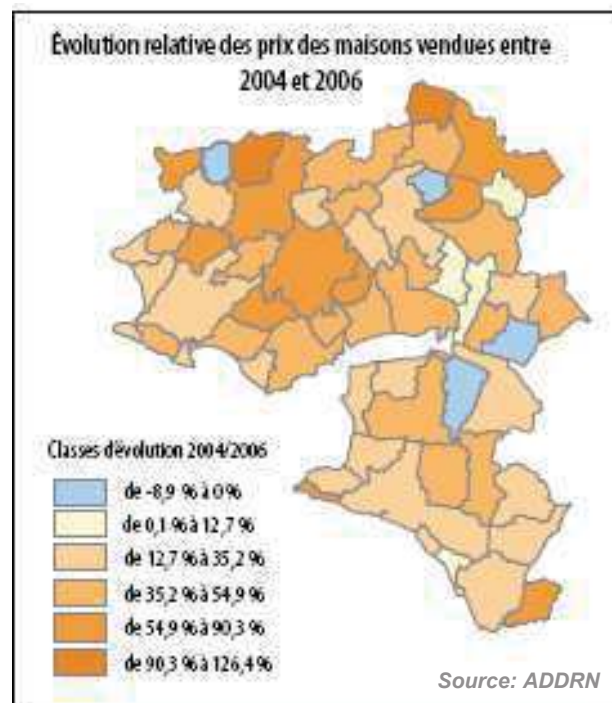 Évolution relative des prix des maisons vendues entre
2004 et 2006
Classes d'évolution 2004/2006
de -8,9 % à 0 %
de 0,1 % à 12,7 %
de 12,7 % à 35,2 %
de 35,2 % à 54,9 %
de 54,9 % à 90,3 %
de 90,3 % à 126,4 %
Source: ADDRN